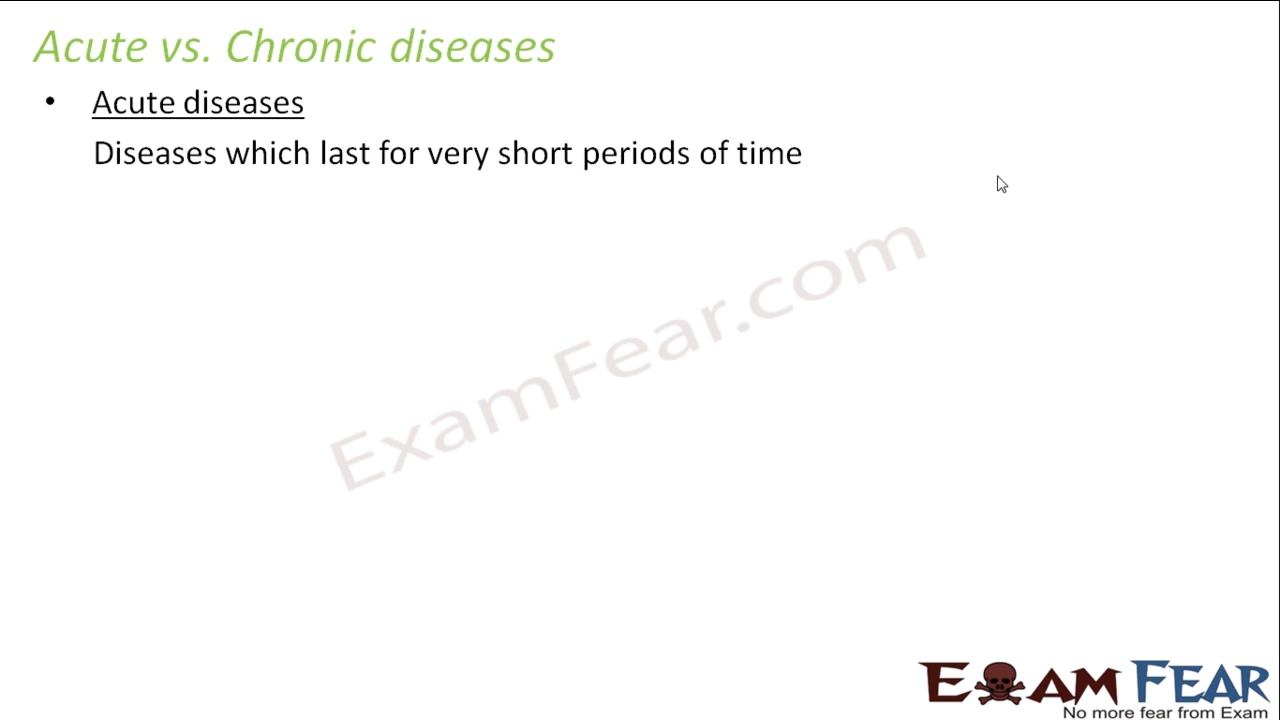 Acute vs. Chronic diseases
• Acute diseases
Diseases which last for very short periods of time
ExamFear.com
EXAM FEAR
No more fear from Exam